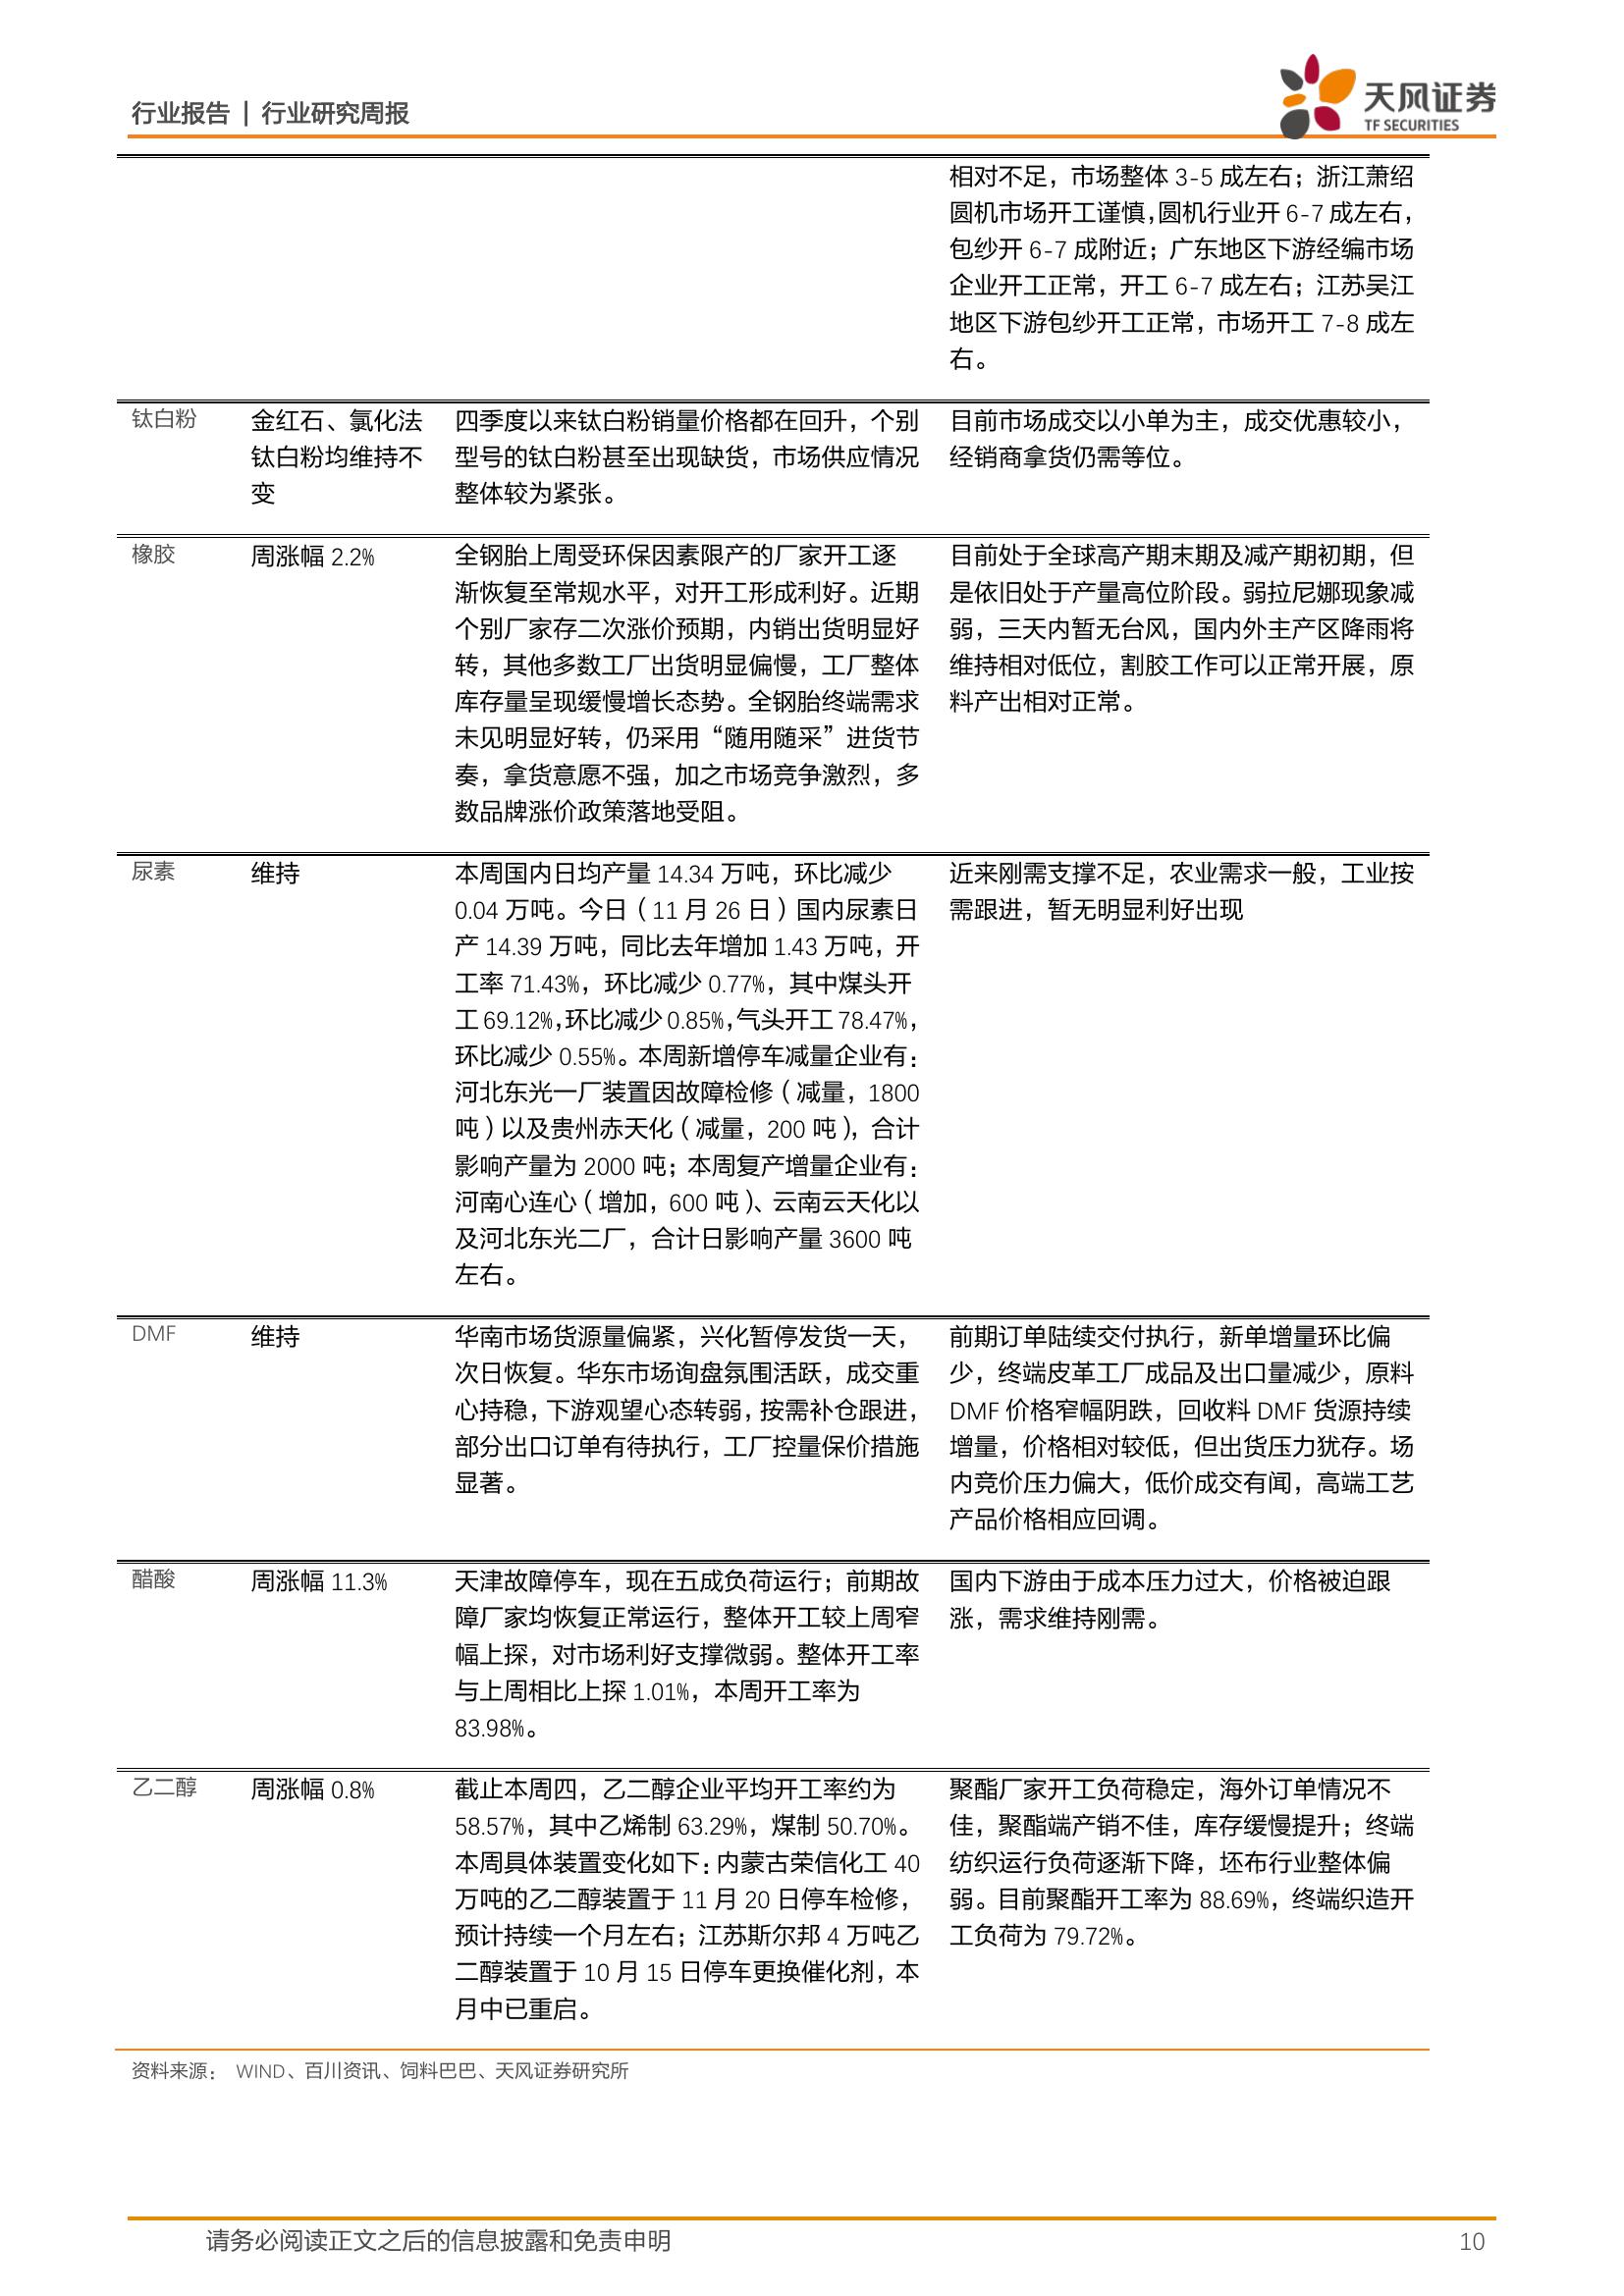 行业报告 | 行业研究周报
天风证券
TF SECURITIES
相对不足，市场整体 3-5 成左右；浙江萧绍
圆机市场开工谨慎，圆机行业开 6-7 成左右，
包纱开 6-7 成附近；广东地区下游经编市场
企业开工正常，开工 6-7 成左右；江苏吴江
地区下游包纱开工正常，市场开工 7-8 成左
右。
钛白粉
金红石、氯化法
钛白粉均维持不
变
四季度以来钛白粉销量价格都在回升，个别
型号的钛白粉甚至出现缺货，市场供应情况
整体较为紧张。
目前市场成交以小单为主，成交优惠较小，
经销商拿货仍需等位。
橡胶
周涨幅 2.2%
全钢胎上周受环保因素限产的厂家开工逐
渐恢复至常规水平，对开工形成利好。近期
个别厂家存二次涨价预期，内销出货明显好
转，其他多数工厂出货明显偏慢，工厂整体
库存量呈现缓慢增长态势。全钢胎终端需求
未见明显好转，仍采用“随用随采”进货节
奏，拿货意愿不强，加之市场竞争激烈，多
数品牌涨价政策落地受阻。
目前处于全球高产期末期及减产期初期，但
是依旧处于产量高位阶段。弱拉尼娜现象减
弱，三天内暂无台风，国内外主产区降雨将
维持相对低位，割胶工作可以正常开展，原
料产出相对正常。
尿素
维持
本周国内日均产量 14.34 万吨，环比减少
0.04 万吨。今日（11 月 26 日）国内尿素日
产 14.39 万吨，同比去年增加 1.43 万吨，开
工率 71.43%，环比减少 0.77%，其中煤头开
工 69.12%，环比减少 0.85%，气头开工 78.47%，
环比减少 0.55%。本周新增停车减量企业有：
河北东光一厂装置因故障检修（减量，1800
吨）以及贵州赤天化（减量，200 吨），合计
影响产量为 2000 吨；本周复产增量企业有：
河南心连心（增加，600 吨）、云南云天化以
及河北东光二厂，合计日影响产量 3600 吨
左右。
近来刚需支撑不足，农业需求一般，工业按
需跟进，暂无明显利好出现
DMF
维持
华南市场货源量偏紧，兴化暂停发货一天，
次日恢复。华东市场询盘氛围活跃，成交重
心持稳，下游观望心态转弱，按需补仓跟进，
部分出口订单有待执行，工厂控量保价措施
显著。
前期订单陆续交付执行，新单增量环比偏
少，终端皮革工厂成品及出口量减少，原料
DMF 价格窄幅阴跌，回收料 DMF 货源持续
增量，价格相对较低，但出货压力犹存。场
内竞价压力偏大，低价成交有闻，高端工艺
产品价格相应回调。
醋酸
周涨幅 11.3%
天津故障停车，现在五成负荷运行；前期故
障厂家均恢复正常运行，整体开工较上周窄
幅上探，对市场利好支撑微弱。整体开工率
与上周相比上探 1.01%，本周开工率为
83.98%。
国内下游由于成本压力过大，价格被迫跟
涨，需求维持刚需。
乙二醇
周涨幅 0.8%
截止本周四，乙二醇企业平均开工率约为
58.57%，其中乙烯制 63.29%，煤制 50.70%。
本周具体装置变化如下：内蒙古荣信化工 40
万吨的乙二醇装置于 11 月 20 日停车检修，
预计持续一个月左右；江苏斯尔邦 4 万吨乙
二醇装置于 10 月 15 日停车更换催化剂，本
月中已重启。
聚酯厂家开工负荷稳定，海外订单情况不
佳，聚酯端产销不佳，库存缓慢提升；终端
纺织运行负荷逐渐下降，坯布行业整体偏
弱。目前聚酯开工率为 88.69%，终端织造开
工负荷为 79.72%。
资料来源： WIND、百川资讯、饲料巴巴、天风证券研究所
请务必阅读正文之后的信息披露和免责申明
10